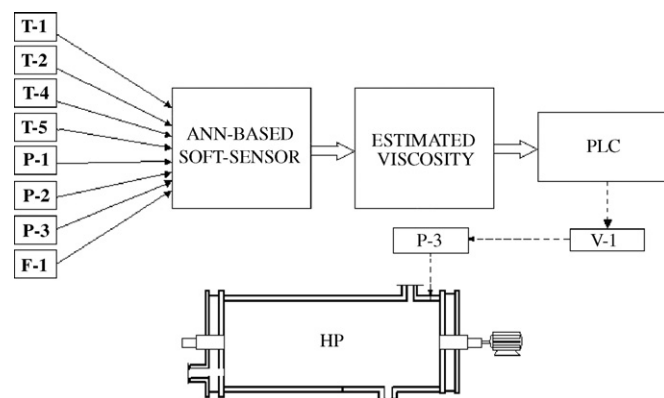 T-1
T-2
T-4
T-5
P-1
P-2
P-3
F-1
ANN-BASED
SOFT-SENSOR
ESTIMATED
VISCOSITY
PLC
P-3
V-1
HP